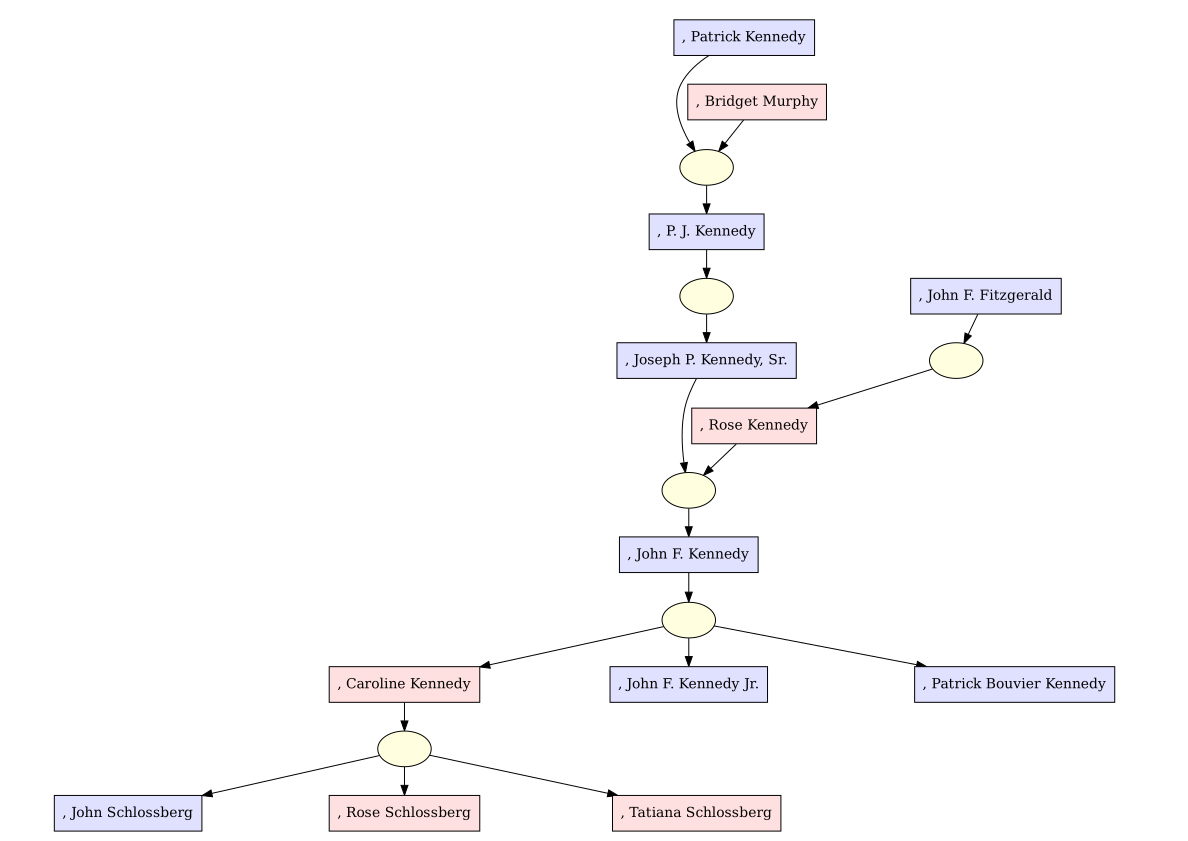 , Patrick Kennedy
, Bridget Murphy
, P. J. Kennedy
, John F. Fitzgerald
, Joseph P. Kennedy, Sr.
, Rose Kennedy
, John F. Kennedy
, Caroline Kennedy
, John F. Kennedy Jr.
, Patrick Bouvier Kennedy
, John Schlossberg
, Rose Schlossberg
, Tatiana Schlossberg